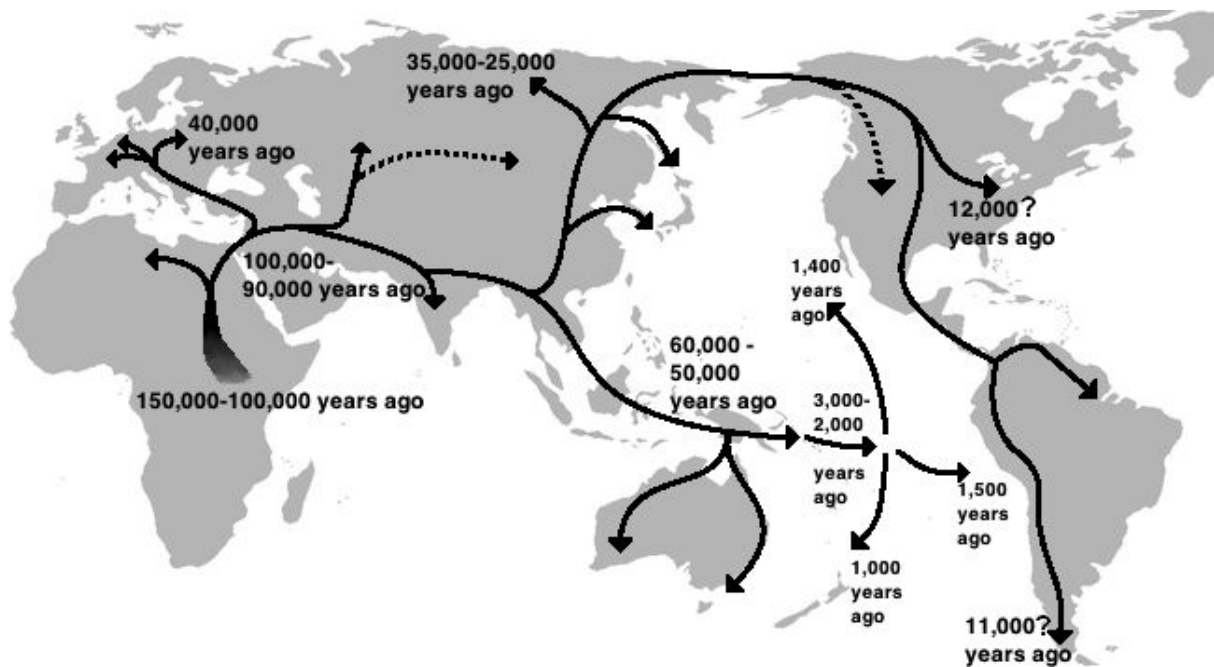 35,000-25,000
years ago
40,000
years ago
12,000?
years ago
100,000-
90,000 years ago
1,400
years
ago
60,000 -
50,000
years ago
150,000-100,000 years ago
3,000-
2,000
years
ago
1,500
years
ago
1,000
years
ago
11,000?
years ago